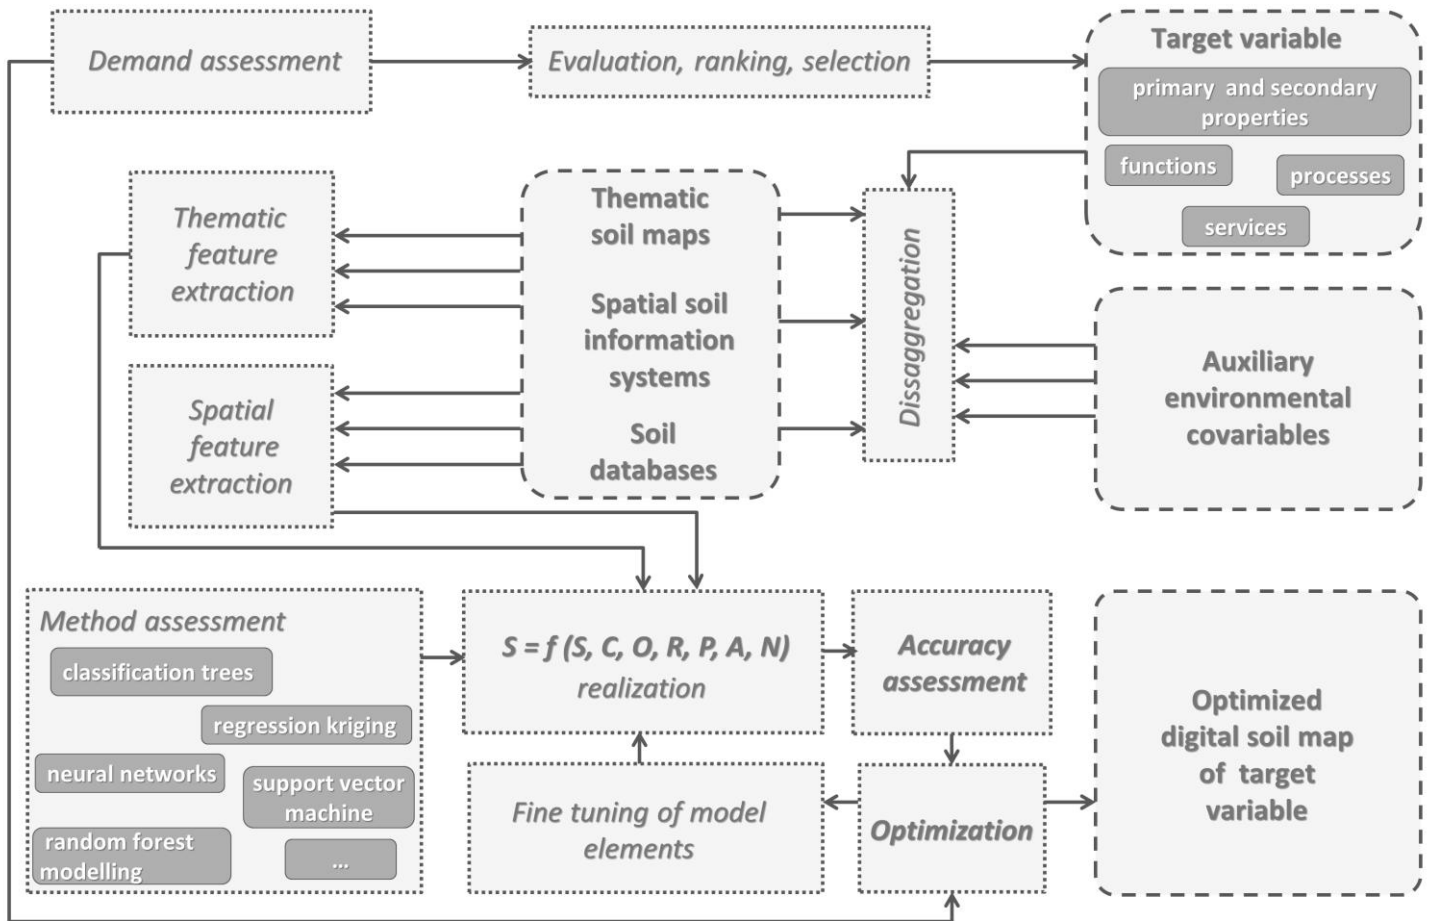 Demand assessment
Evaluation, ranking, selection
Target variable
primary and secondary
properties
functions
processes
services
Thematic
feature
extraction
Thematic
soil maps
Spatial soil
information
systems
Soil
databases
Dissaggregation
Auxiliary
environmental
covariables
Spatial
feature
extraction
Method assessment
classification trees
regression kriging
neural networks
support vector
machine
random forest
modelling
...
S = f (S, C, O, R, P, A, N)
realization
Accuracy
assessment
Fine tuning of model
elements
Optimization
Optimized
digital soil map
of target
variable